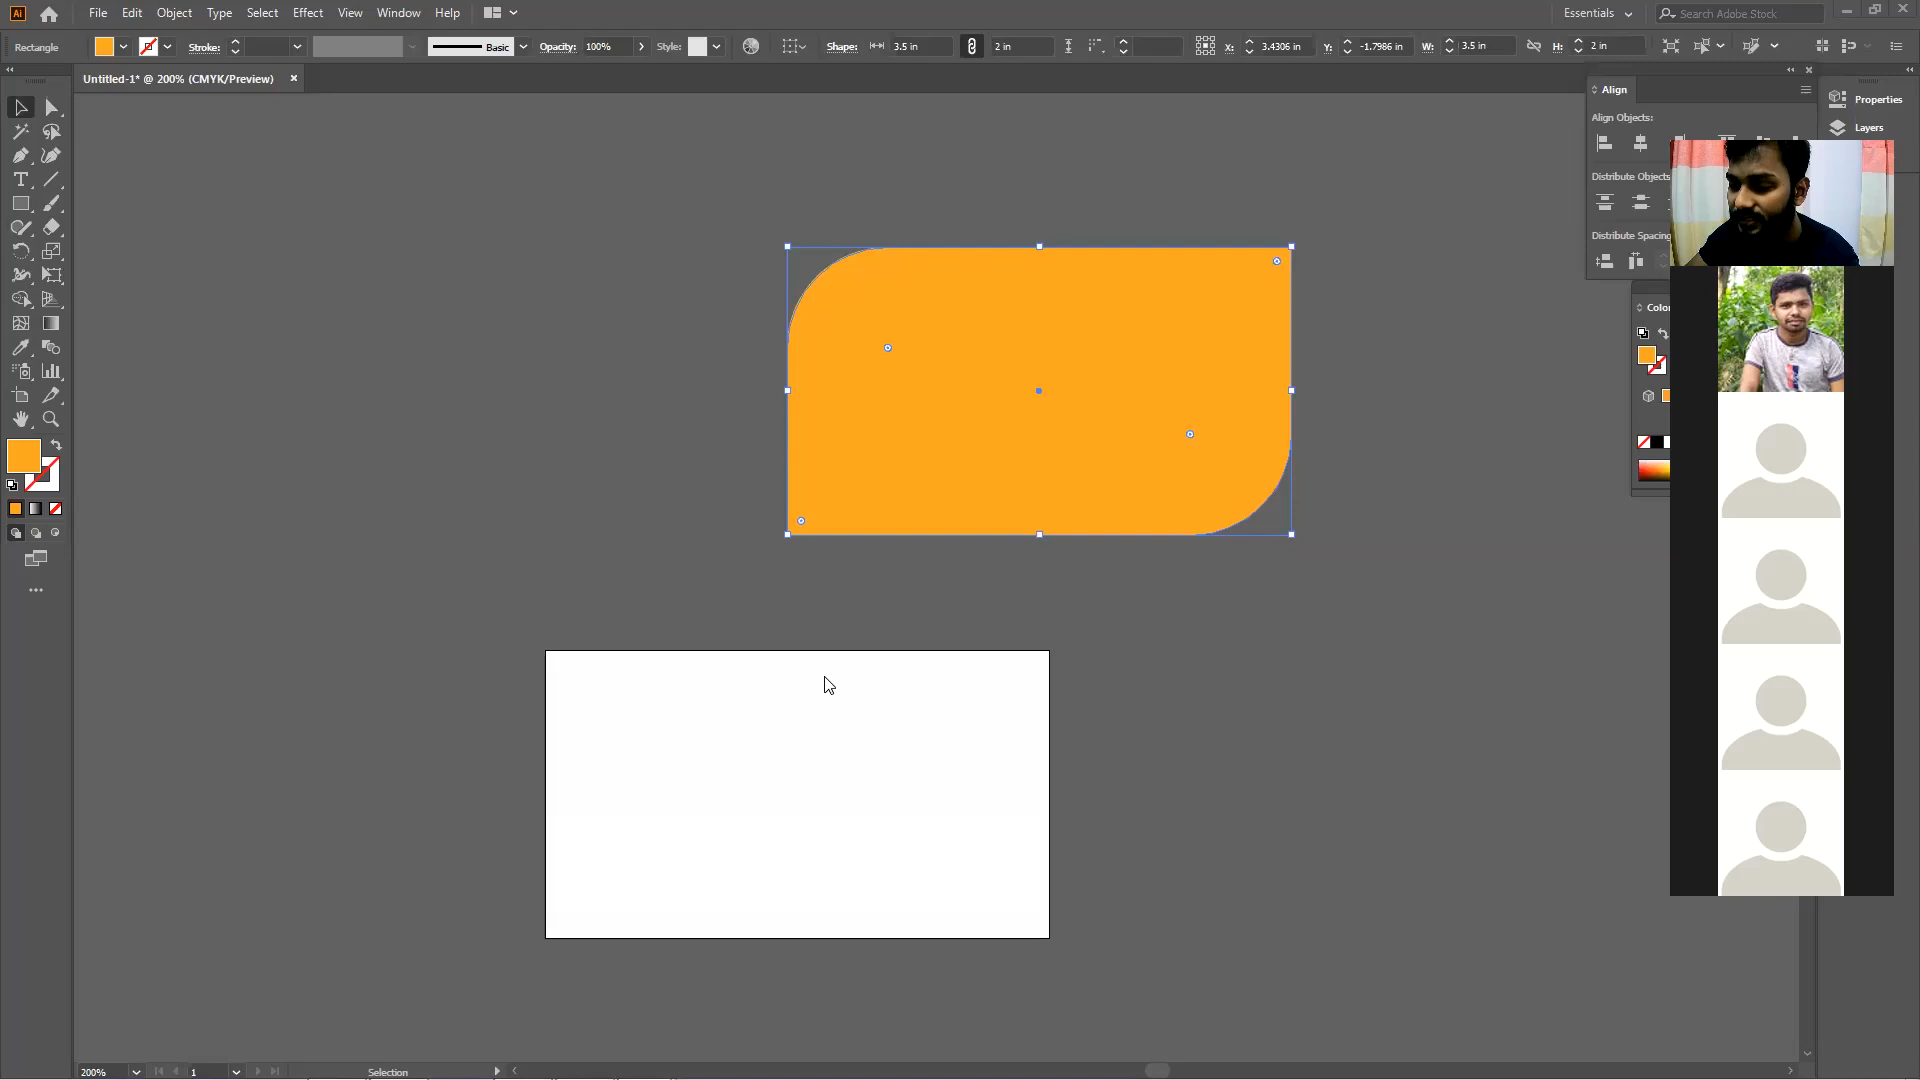 Ai File Edit Object Type Select Effect View Window Help Essentials Search Adobe Stock
Rectangle Stroke: Basic Opacity: 100% Style: Shape: 3.5 in 2 in X: 3.4306 in Y: -1.7986 in W: 3.5 in H: 2 in
Untitled-1* @ 200% (CMYK/Preview)
Align
Properties
Align Objects:
Layers
Distribute Objects
Distribute Spacing
200% 1 Selection